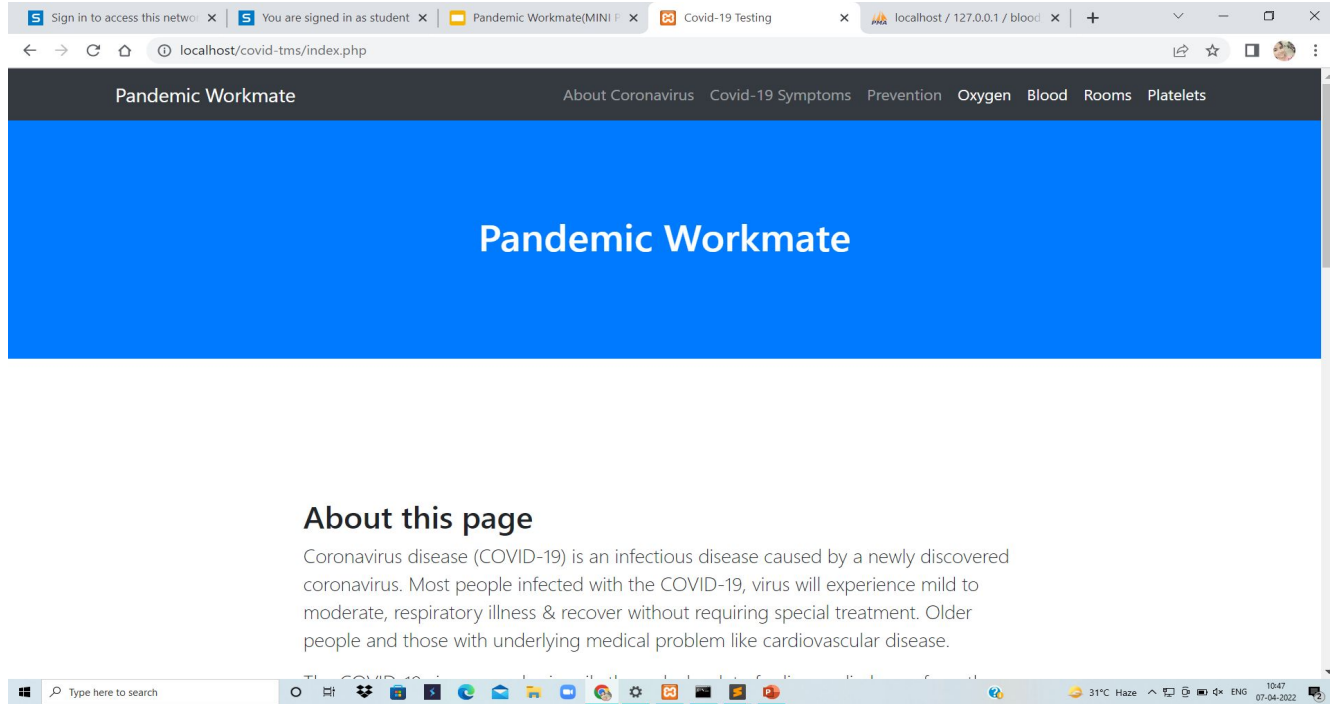 Sign in to access this networ
You are signed in as student
Pandemic Workmate(MINI P
Covid-19 Testing
localhost / 127.0.0.1 / blood
localhost/covid-tms/index.php
Pandemic Workmate
About Coronavirus Covid-19 Symptoms Prevention Oxygen Blood Rooms Platelets
Pandemic Workmate
About this page
Coronavirus disease (COVID-19) is an infectious disease caused by a newly discovered
coronavirus. Most people infected with the COVID-19, virus will experience mild to
moderate, respiratory illness & recover without requiring special treatment. Older
people and those with underlying medical problem like cardiovascular disease.
Type here to search
31°C Haze
ENG
10:47
07-04-2022
2